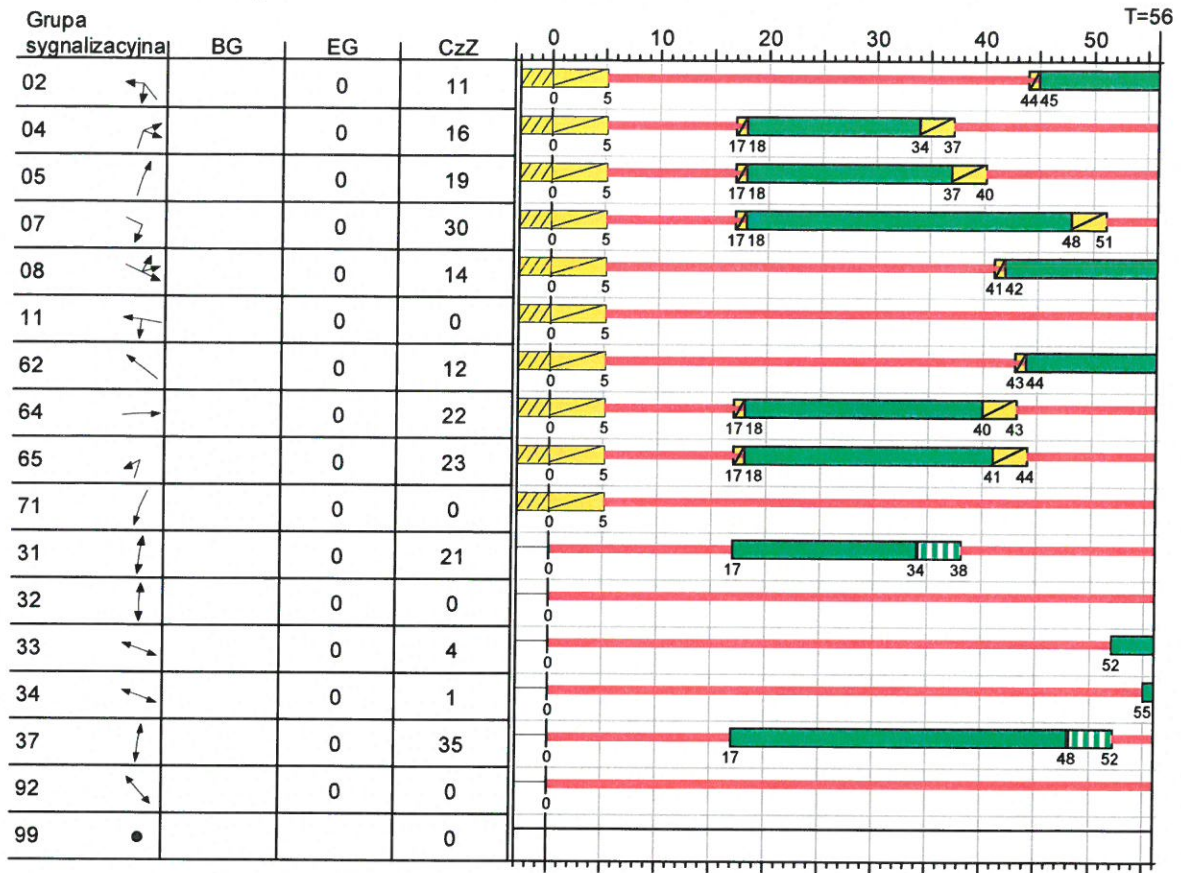 T=56
Grupa
sygnalizacyjna BG EG CzZ 0 10 20 30 40 50
02 0 11
0 5 44 45
04 0 16
0 5 17 18 34 37
05 0 19
0 5 17 18 37 40
07 0 30
0 5 17 18 48 51
08 0 14
0 5 41 42
11 0 0
0 5
62 0 12
0 5 43 44
64 0 22
0 5 17 18 40 43
65 0 23
0 5 17 18 41 44
71 0 0
0 5
31 0 21
0 17 34 38
32 0 0
0
33 0 4
0 52
34 0 1
0 55
37 0 35
0 17 48 52
92 0 0
0
99 0